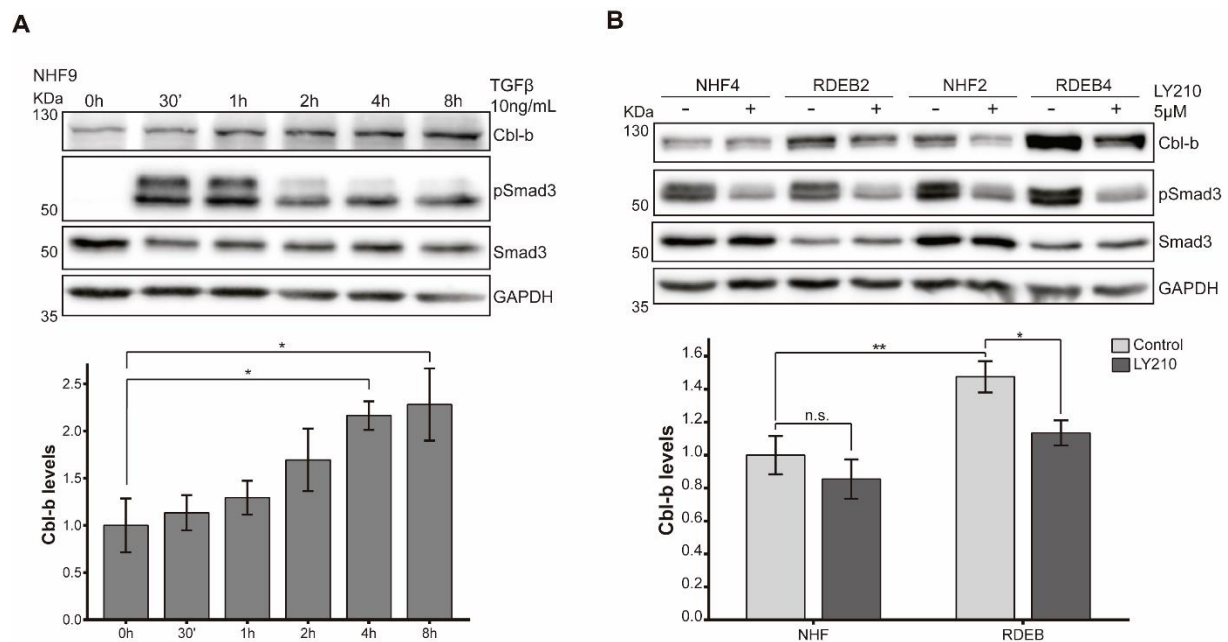 A
B
NHF9
KDa 0h 30' 1h 2h 4h 8h TGFβ 10ng/mL
130 Cbl-b
pSmad3
50
50 Smad3
GAPDH
35
NHF4 RDEB2 NHF2 RDEB4 LY210
KDa - + - + - + - + 5μM
130 Cbl-b
pSmad3
50
Smad3
50
GAPDH
35
Cbl-b levels
2.5
2.0
1.5
1.0
0.5
0.0
*
*
0h 30' 1h 2h 4h 8h
Cbl-b levels
1.6
1.4
1.2
1.0
0.8
0.6
0.4
0.2
0.0
**
*
n.s.
Control
LY210
NHF RDEB